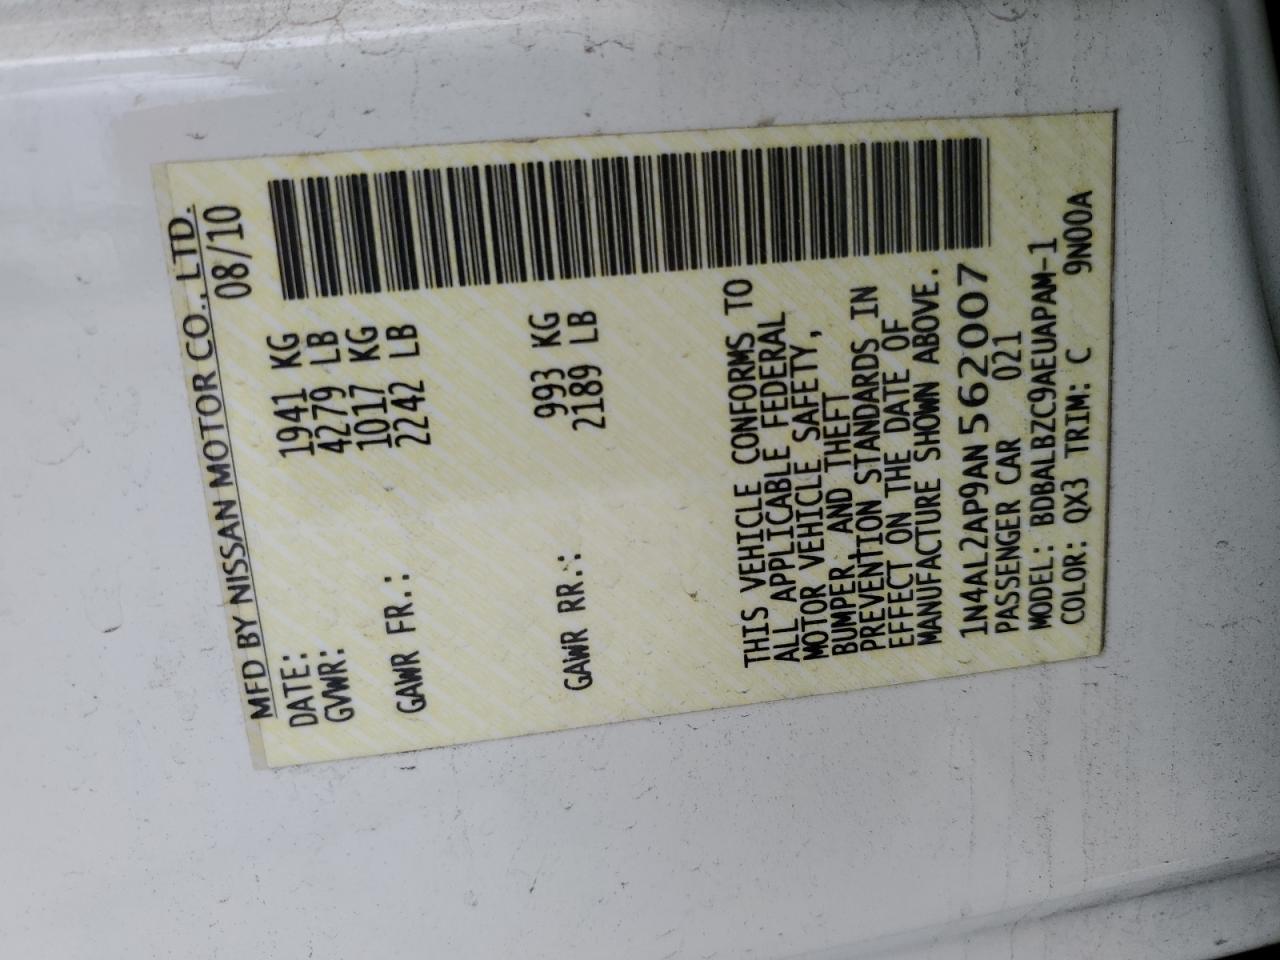 MFD BY NISSAN MOTOR CO., LTD.
DATE: 08/10
GVWR: 1941 KG
4279 LB
GAWR FR.: 1017 KG
2242 LB
GAWR RR.: 993 KG
2189 LB
THIS VEHICLE CONFORMS TO
ALL APPLICABLE FEDERAL
MOTOR VEHICLE SAFETY,
BUMPER, AND THEFT
PREVENTION STANDARDS IN
EFFECT ON THE DATE OF
MANUFACTURE SHOWN ABOVE.
1N4AL2AP9AN562007
PASSENGER CAR 021
MODEL: BDBALBZC9AEUAPAM-1
COLOR: QX3 TRIM: C 9N00A